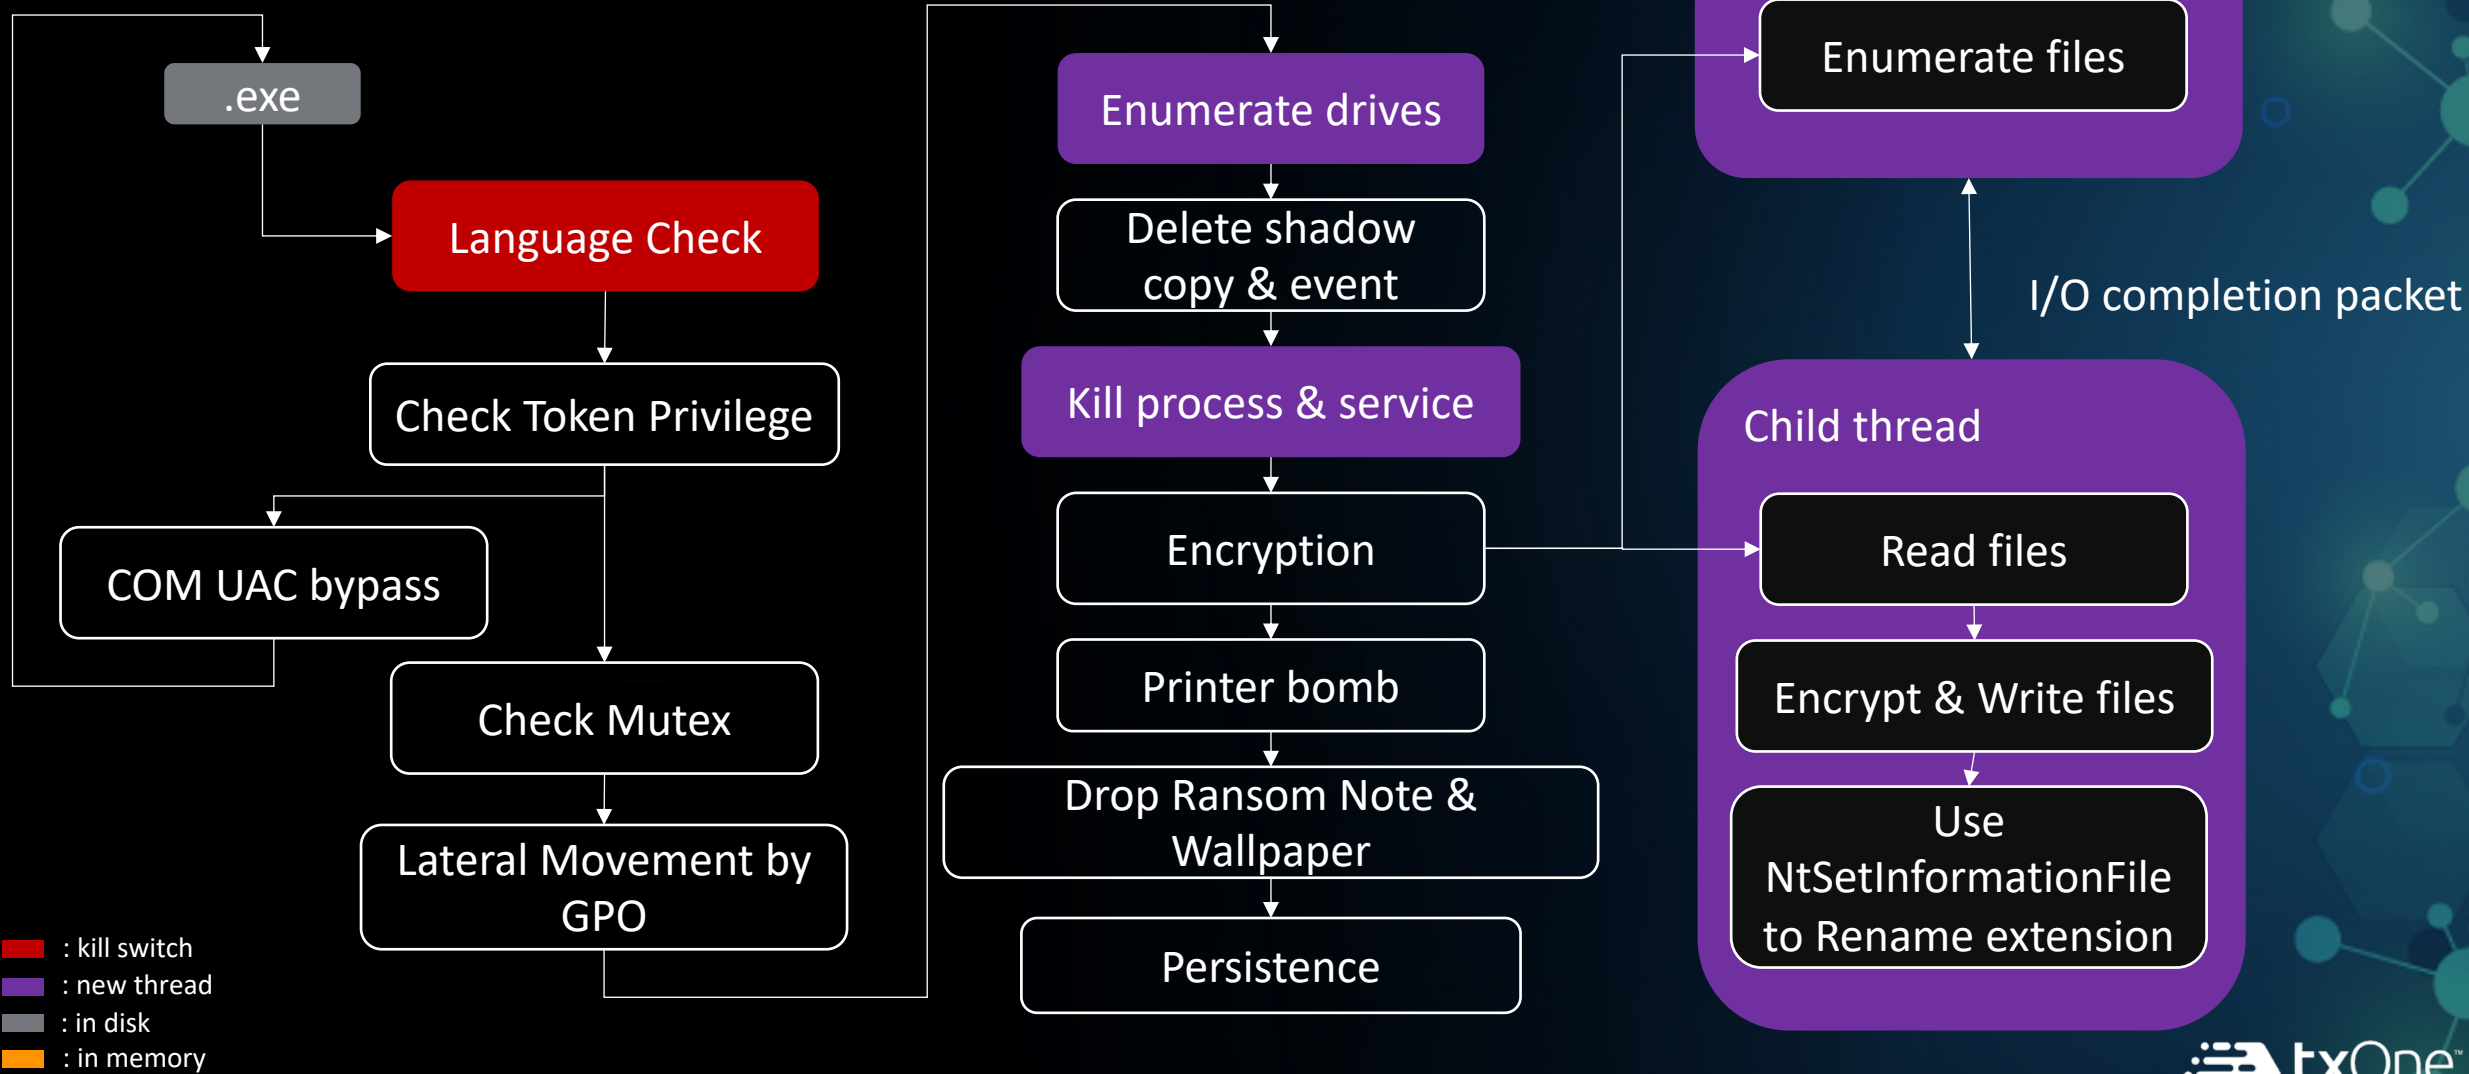 .exe
Language Check
Check Token Privilege
COM UAC bypass
Check Mutex
Lateral Movement by
GPO
: kill switch
: new thread
: in disk
: in memory
Enumerate drives
Delete shadow
copy & event
Kill process & service
Encryption
Printer bomb
Drop Ransom Note &
Wallpaper
Persistence
Enumerate files
I/O completion packet
Child thread
Read files
Encrypt & Write files
Use
NtSetInformationFile
to Rename extension
txOne™